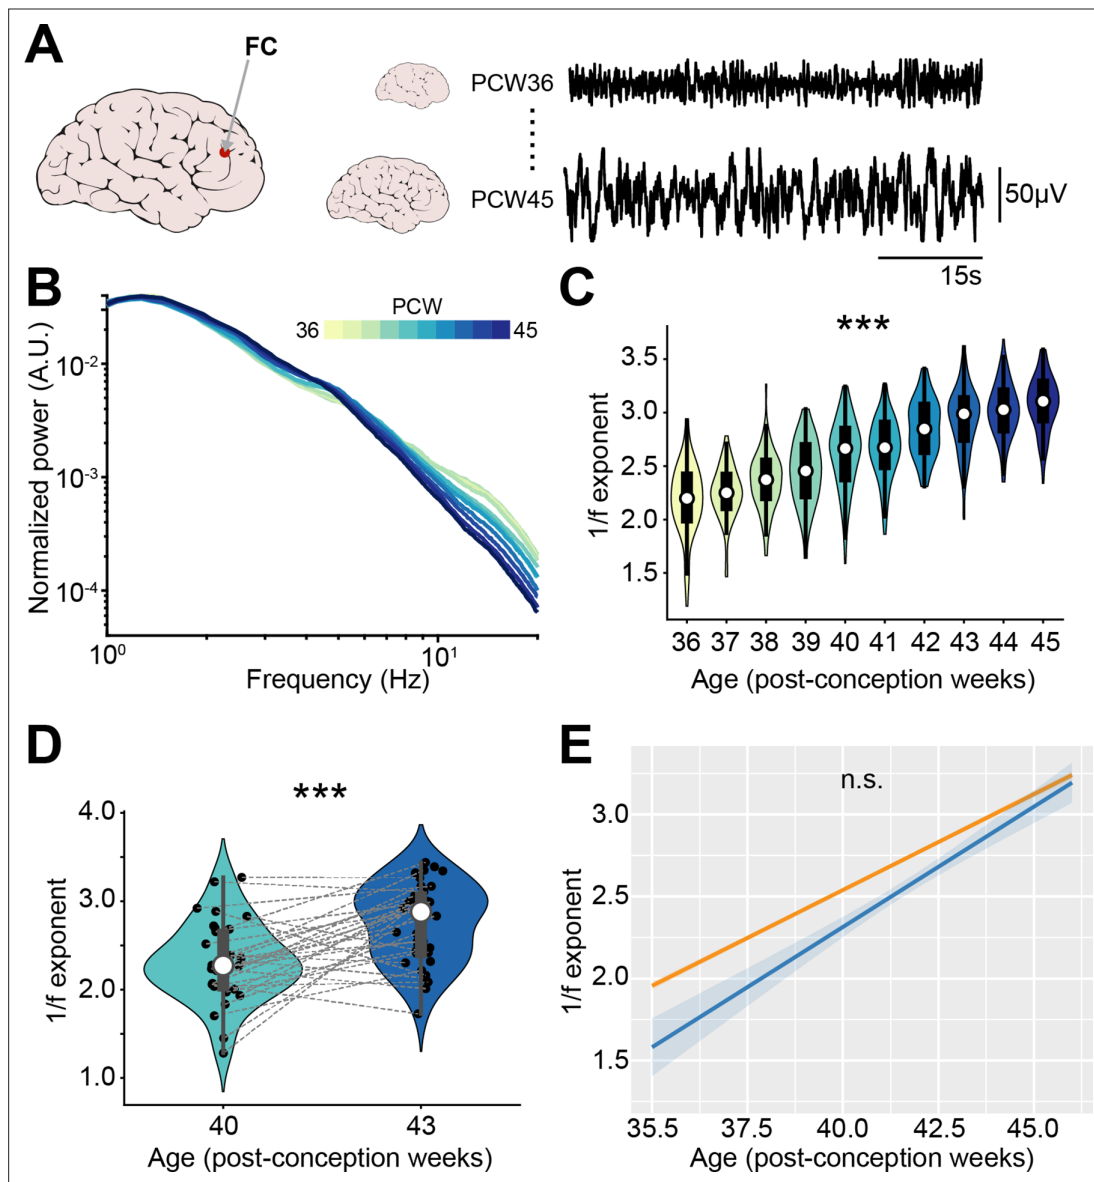 A
FC
PCW36
PCW45
50µV
15s
B
PCW
36
45
Normalized power (A.U.)
10⁻²
10⁻³
10⁻⁴
10⁰
10¹
Frequency (Hz)
C
***
1/f exponent
3.5
3.0
2.5
2.0
1.5
36 37 38 39 40 41 42 43 44 45
Age (post-conception weeks)
D
***
1/f exponent
4.0
3.0
2.0
1.0
40 43
Age (post-conception weeks)
E
n.s.
1/f exponent
3.0
2.5
2.0
1.5
35.5 37.5 40.0 42.5 45.0
Age (post-conception weeks)